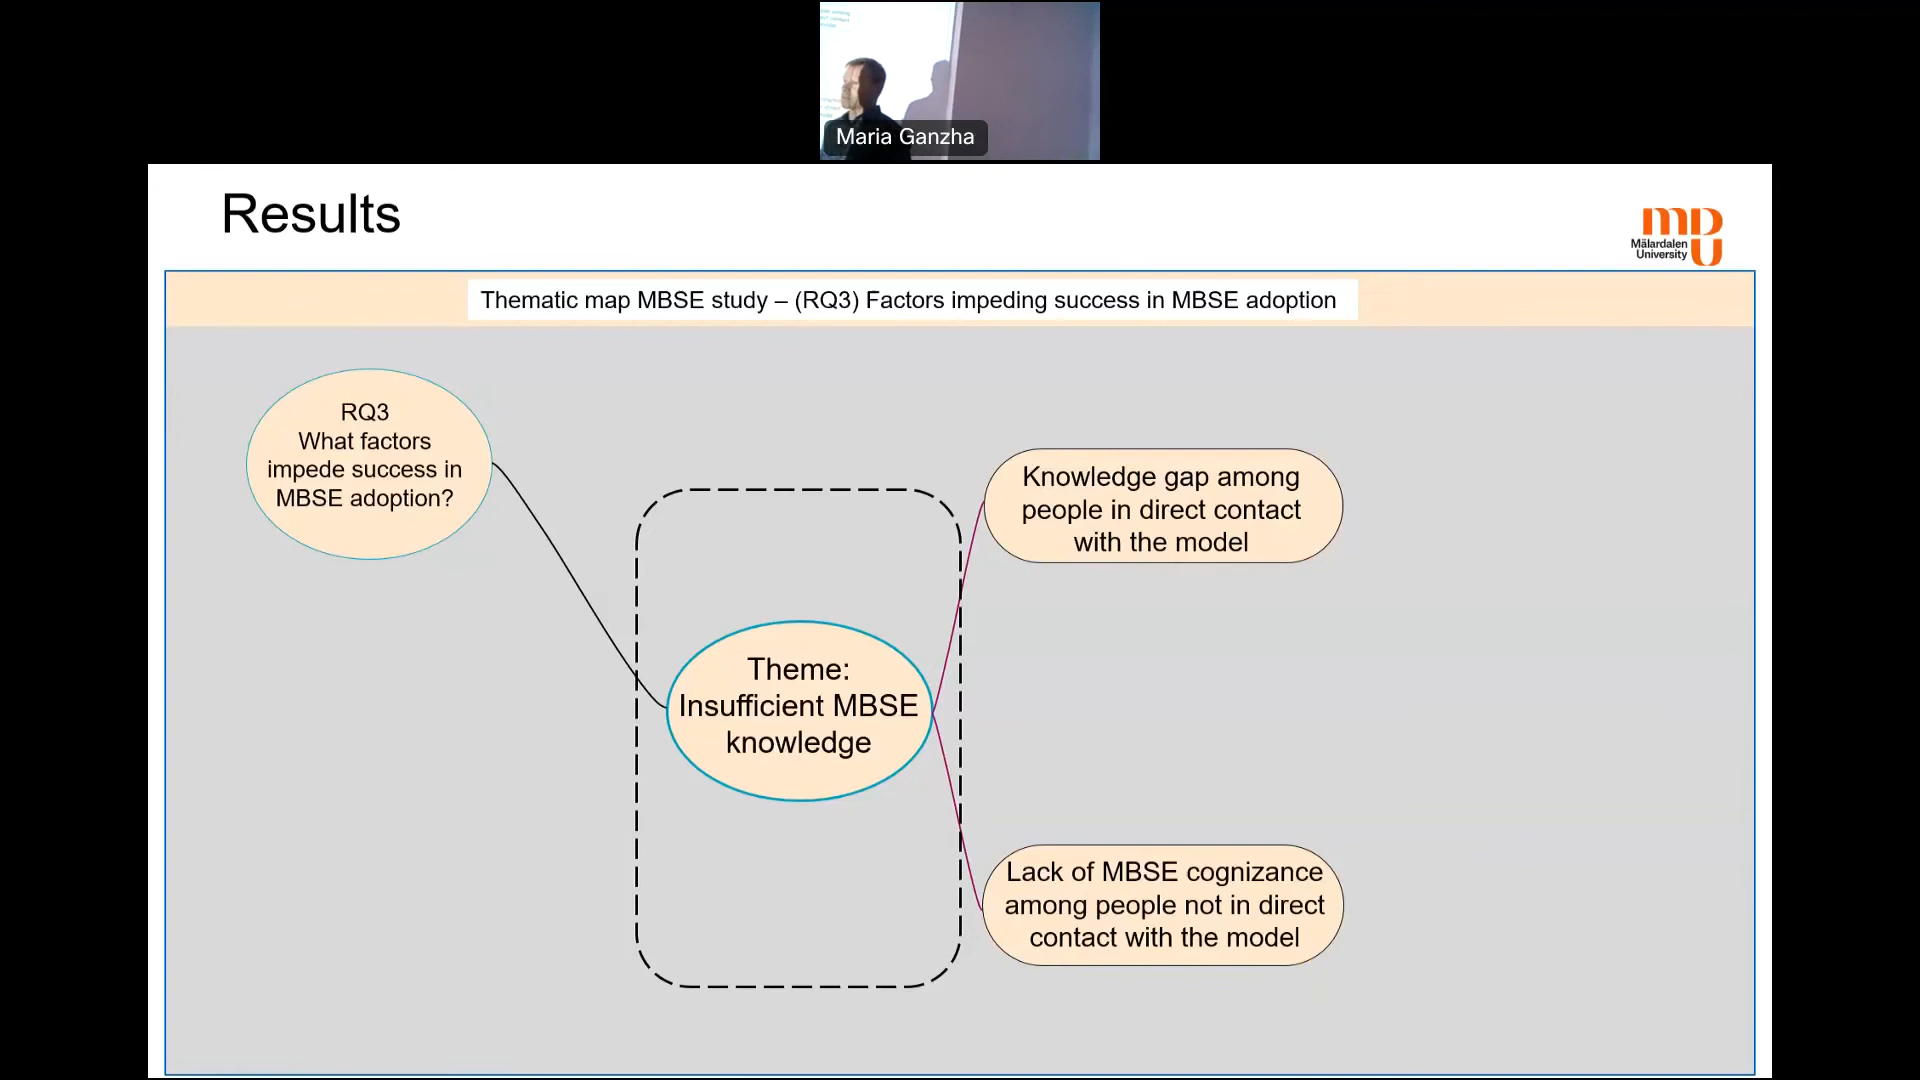 Maria Ganzha
Results
mdu
Mälardalen
University
Thematic map MBSE study – (RQ3) Factors impeding success in MBSE adoption
RQ3
What factors
impede success in
MBSE adoption?
Knowledge gap among
people in direct contact
with the model
Theme:
Insufficient MBSE
knowledge
Lack of MBSE cognizance
among people not in direct
contact with the model